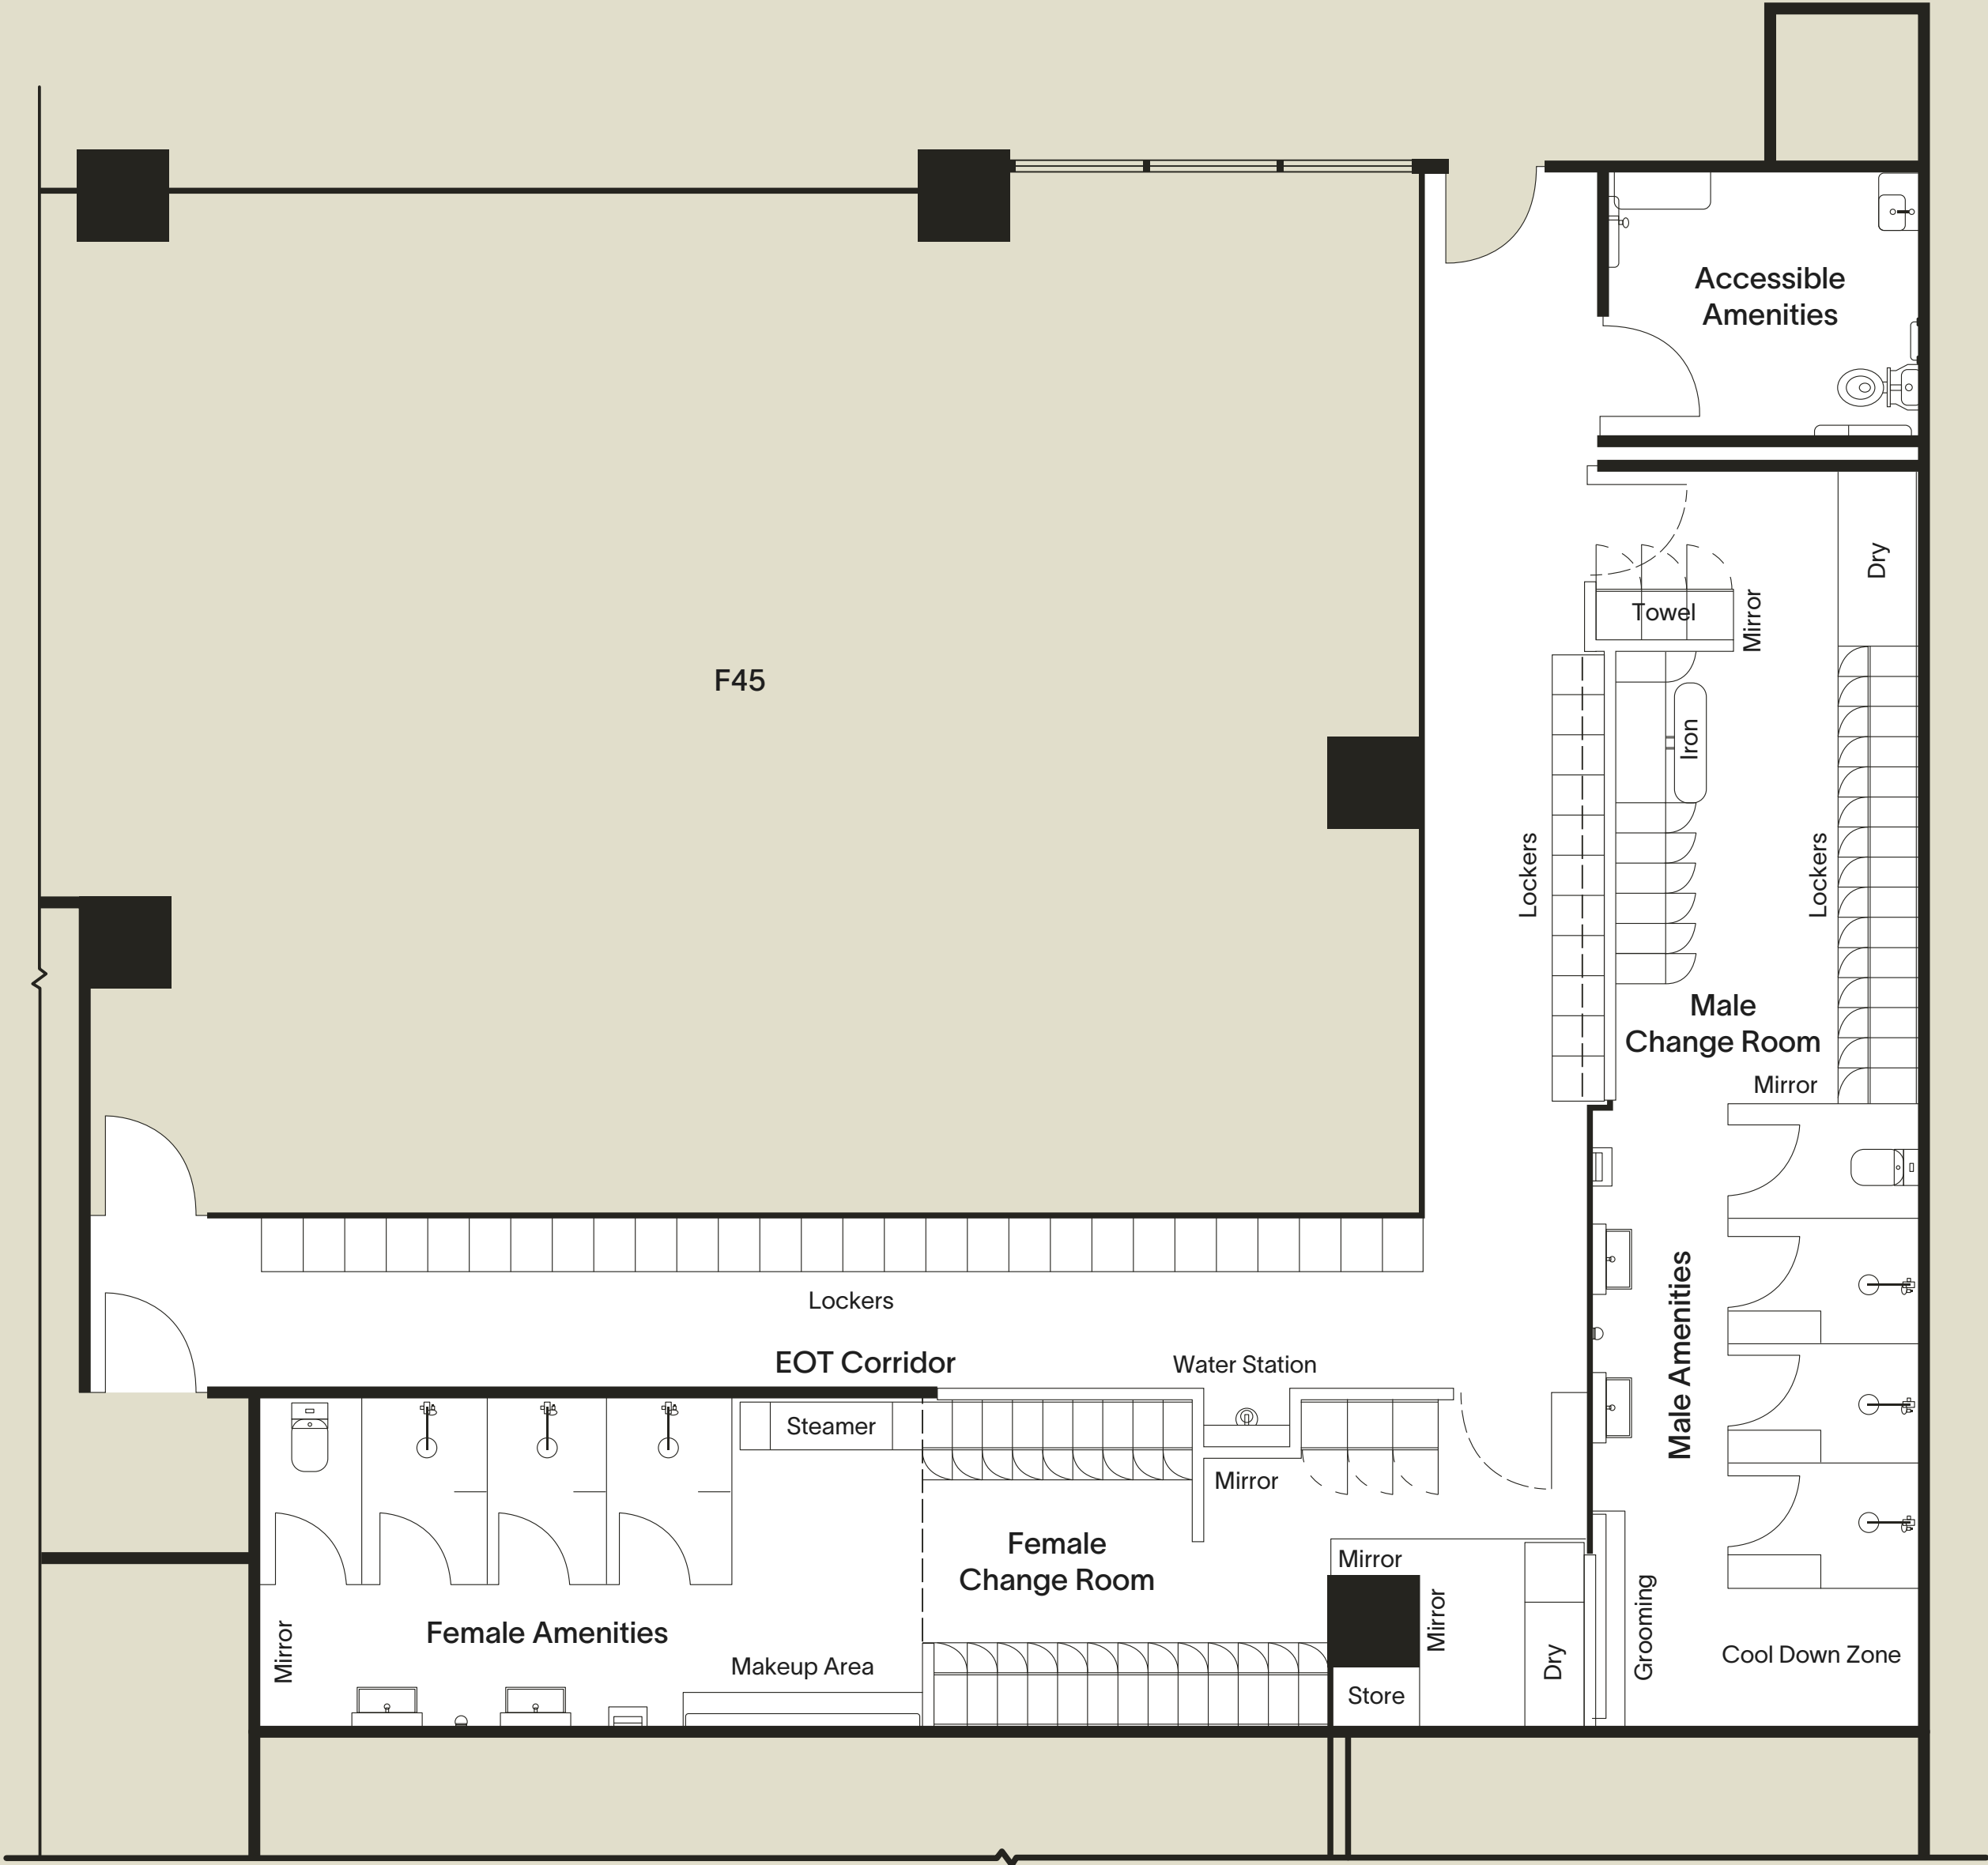 Accessible
Amenities
Dry
Towel
Mirror
F45
Iron
Lockers
Lockers
Male
Change Room
Mirror
Lockers
EOT Corridor
Water Station
Male Amenities
Steamer
Mirror
Female
Change Room
Mirror
Mirror
Female Amenities
Mirror
Makeup Area
Store
Dry
Grooming
Cool Down Zone